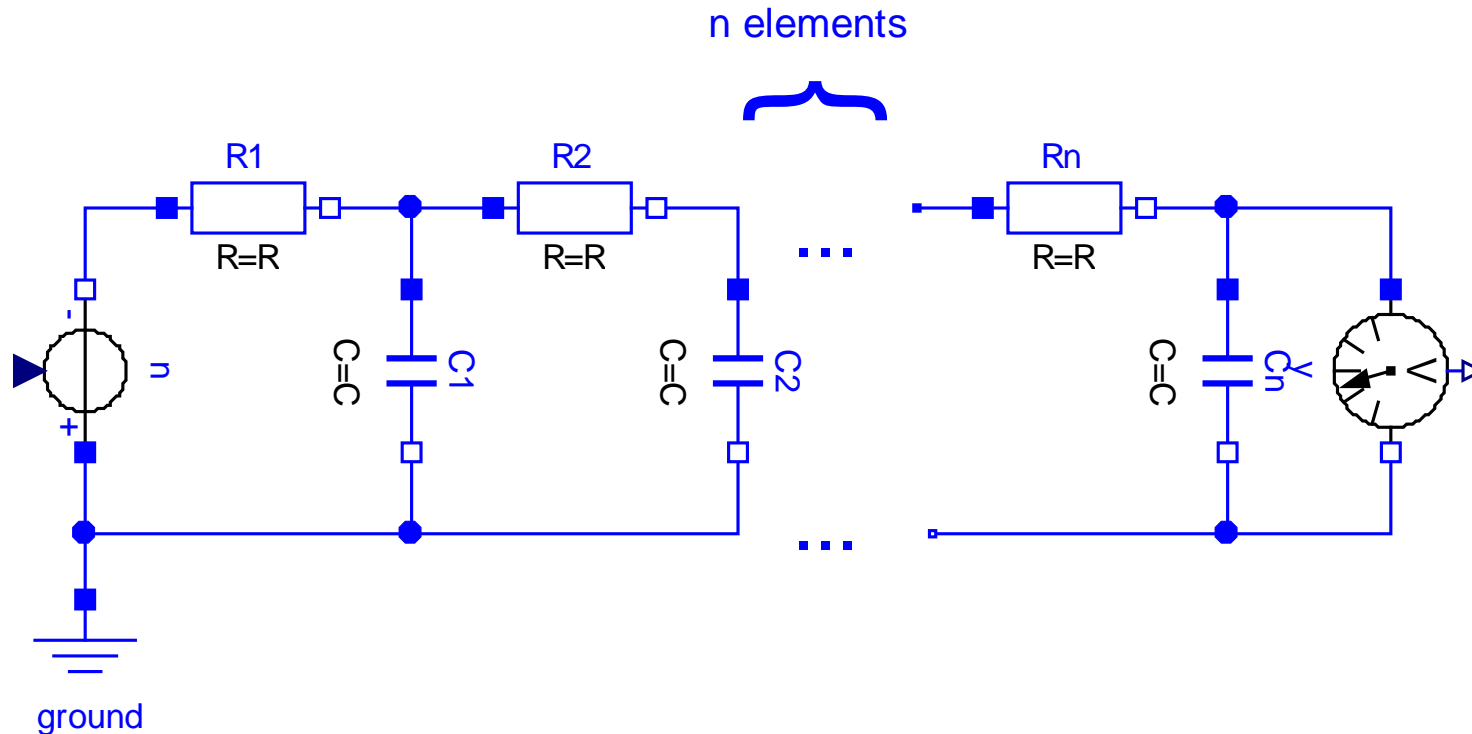 n elements
R1
R2
Rn
R=R
R=R
R=R
-
n
+
C=C
C1
C=C
C2
C=C
Cn
y
V
...
...
ground